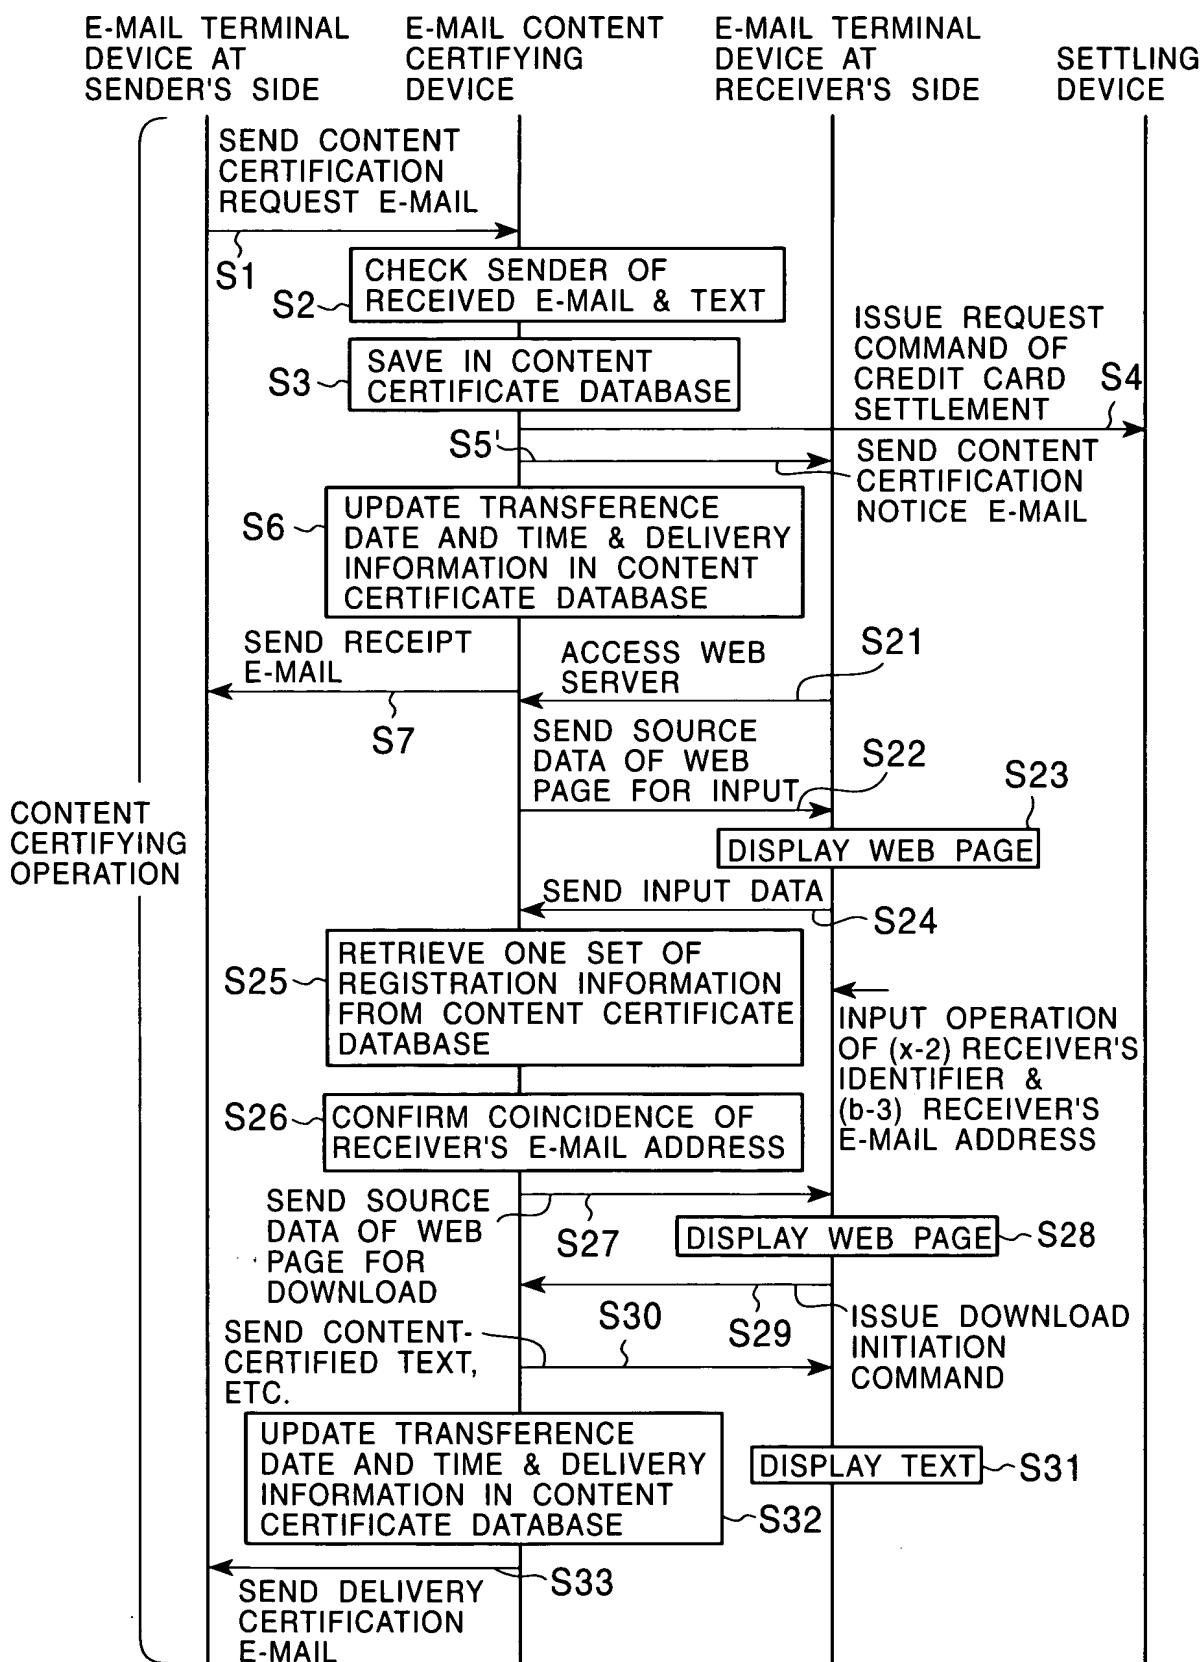 E-MAIL TERMINAL
DEVICE AT
SENDER'S SIDE
E-MAIL CONTENT
CERTIFYING
DEVICE
E-MAIL TERMINAL
DEVICE AT
RECEIVER'S SIDE
SETTLING
DEVICE
SEND CONTENT
CERTIFICATION
REQUEST E-MAIL
S1
CHECK SENDER OF
RECEIVED E-MAIL & TEXT
S2
SAVE IN CONTENT
CERTIFICATE DATABASE
S3
ISSUE REQUEST
COMMAND OF
CREDIT CARD
SETTLEMENT
S4
S5'
SEND CONTENT
CERTIFICATION
NOTICE E-MAIL
S6
UPDATE TRANSFERENCE
DATE AND TIME & DELIVERY
INFORMATION IN CONTENT
CERTIFICATE DATABASE
SEND RECEIPT
E-MAIL
S7
ACCESS WEB
SERVER
S21
SEND SOURCE
DATA OF WEB
PAGE FOR INPUT
S22
S23
DISPLAY WEB PAGE
CONTENT
CERTIFYING
OPERATION
SEND INPUT DATA
S24
S25
RETRIEVE ONE SET OF
REGISTRATION INFORMATION
FROM CONTENT CERTIFICATE
DATABASE
INPUT OPERATION
OF (x-2) RECEIVER'S
IDENTIFIER &
(b-3) RECEIVER'S
E-MAIL ADDRESS
S26
CONFIRM COINCIDENCE OF
RECEIVER'S E-MAIL ADDRESS
SEND SOURCE
DATA OF WEB
PAGE FOR
DOWNLOAD
S27
DISPLAY WEB PAGE
S28
S29
ISSUE DOWNLOAD
INITIATION
COMMAND
SEND CONTENT-
CERTIFIED TEXT,
ETC.
S30
DISPLAY TEXT
S31
UPDATE TRANSFERENCE
DATE AND TIME & DELIVERY
INFORMATION IN CONTENT
CERTIFICATE DATABASE
S32
S33
SEND DELIVERY
CERTIFICATION
E-MAIL